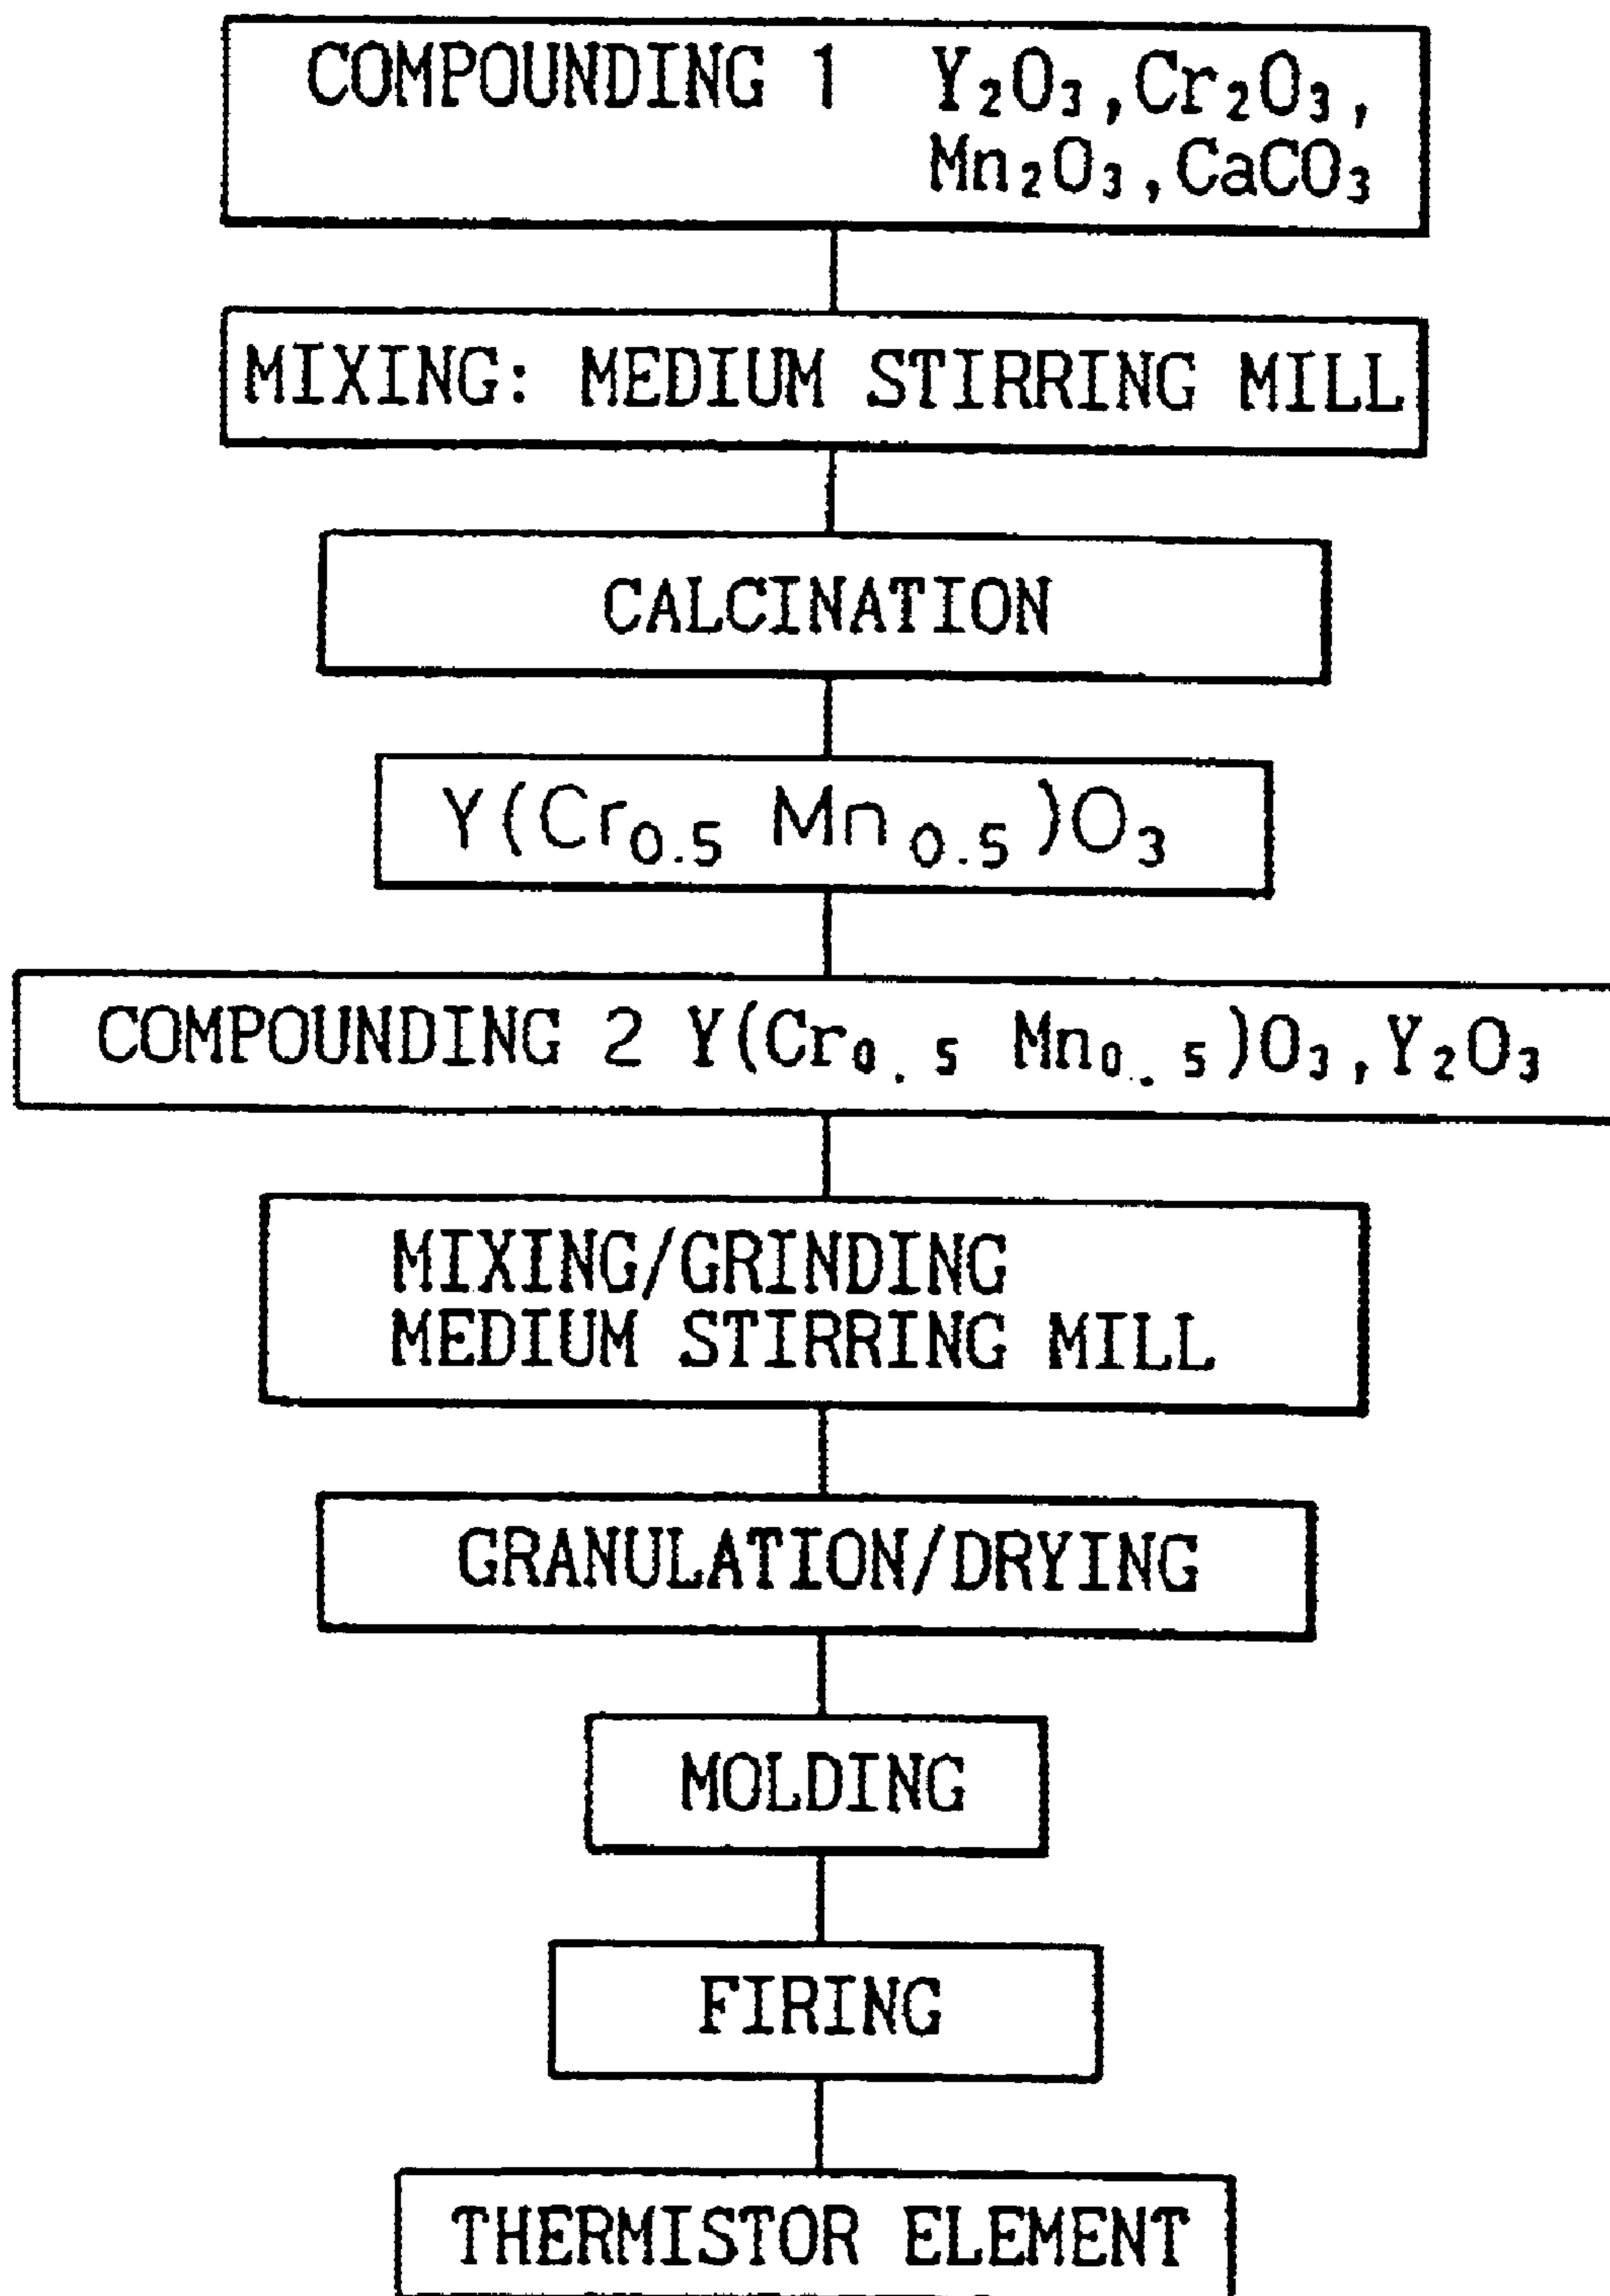 COMPOUNDING 1 Y₂O₃,Cr₂O₃,
Mn₂O₃,CaCO₃
MIXING: MEDIUM STIRRING MILL
CALCINATION
Y(Cr₀.₅ Mn₀.₅)O₃
COMPOUNDING 2 Y(Cr₀.₅ Mn₀.₅)O₃,Y₂O₃
MIXING/GRINDING
MEDIUM STIRRING MILL
GRANULATION/DRYING
MOLDING
FIRING
THERMISTOR ELEMENT